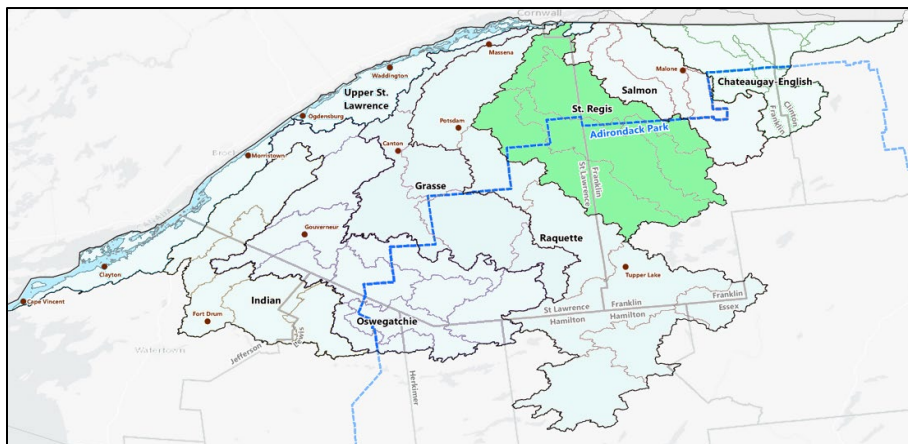 Cornwall
Massena
Waddington
Malone
Chateaugay-English
Upper St.
Lawrence
Salmon
St. Regis
Ogdensburg
Clinton
Franklin
Potsdam
Adirondack Park
Canton
Morristown
Grasse
Franklin
St Lawrence
Gouverneur
Raquette
Clayton
Tupper Lake
Cape Vincent
Indian
Franklin
St Lawrence
Franklin
Essex
Fort Drum
Oswegatchie
Hamilton
Hamilton
Lewis
Jefferson
Watertown
Herkimer